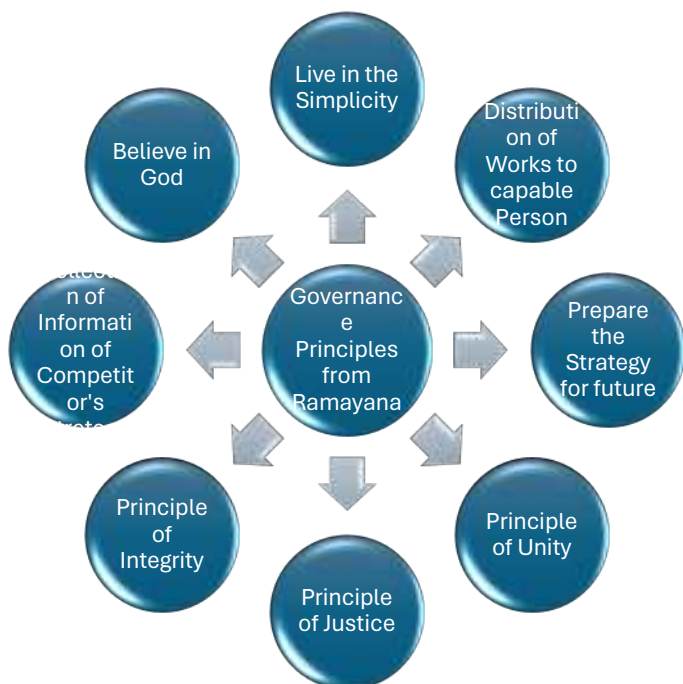 Governanc
e
Principles
from
Ramayana
Live in the
Simplicity
Distributi
on of
Works to
capable
Person
Prepare
the
Strategy
for future
Principle
of Unity
Principle
of Justice
Principle
of
Integrity
n of
Informati
on of
Competit
or's
Believe in
God